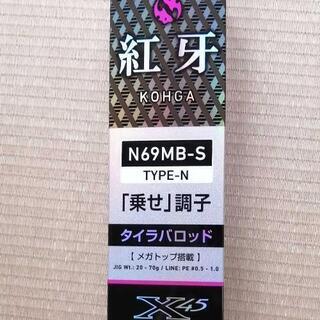 紅牙
KOHGA
N69MB-S
TYPE-N
「乗せ」調子
タイラバロッド
【 メガトップ搭載 】
JIG Wt.: 20 - 70g / LINE: PE #0.5 - 1.0
X45